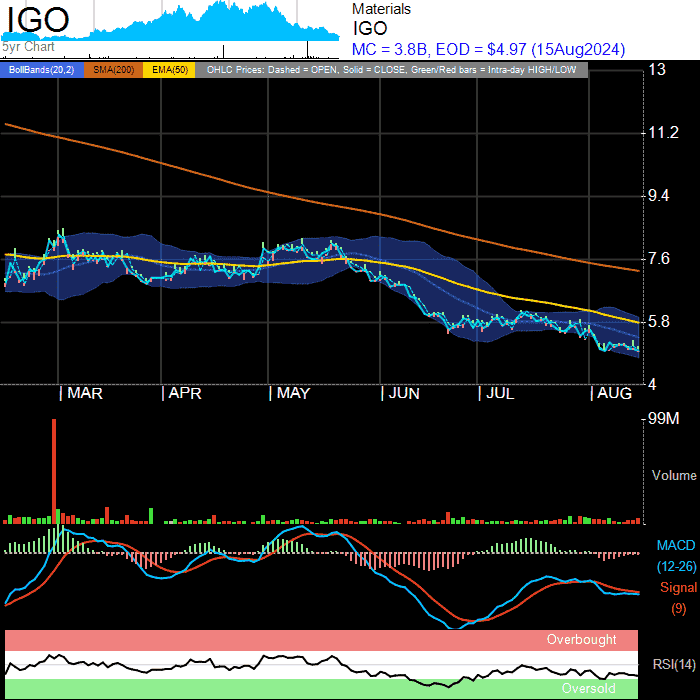 IGO
5yr Chart
Materials
IGO
MC = 3.8B, EOD = $4.97 (15Aug2024)
BollBands(20,2) SMA(200) EMA(50) OHLC Prices: Dashed = OPEN, Solid = CLOSE, Green/Red bars = Intra-day HIGH/LOW
13
11.2
9.4
7.6
5.8
4
MAR APR MAY JUN JUL AUG
99M
Volume
MACD
(12-26)
Signal
(9)
Overbought
RSI(14)
Oversold